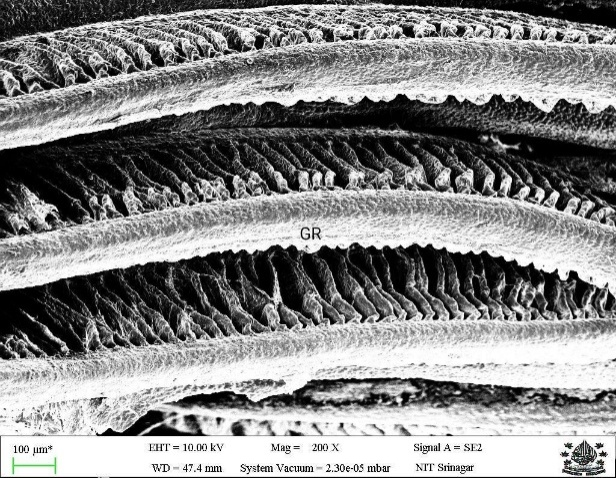 GR
100 µm*
EHT = 10.00 kV Mag = 200 X Signal A = SE2
WD = 47.4 mm System Vacuum = 2.30e-05 mbar NIT Srinagar